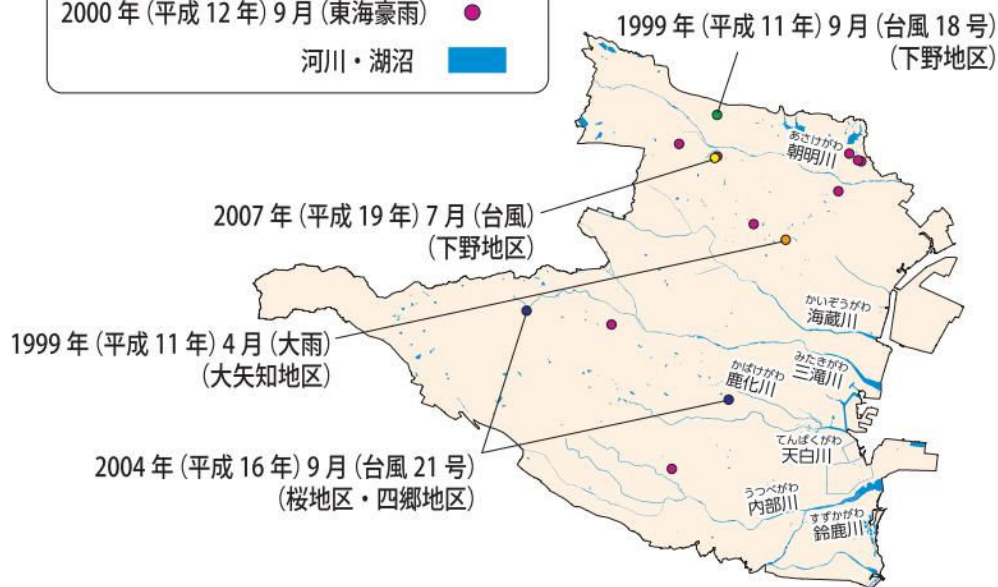 2000年(平成12年)9月(東海豪雨)
河川・湖沼
1999年(平成11年)9月(台風18号)
(下野地区)
あさけがわ
朝明川
2007年(平成19年)7月(台風)
(下野地区)
かいぞうがわ
海蔵川
1999年(平成11年)4月(大雨)
(大矢知地区)
みたきがわ
三滝川
かばけがわ
鹿化川
てんぱくがわ
天白川
2004年(平成16年)9月(台風21号)
(桜地区・四郷地区)
うつべがわ
内部川
すずかがわ
鈴鹿川